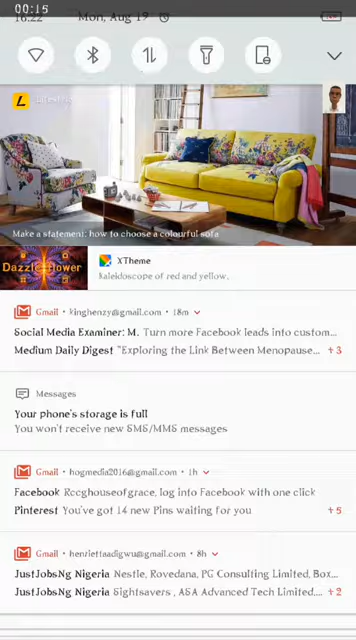 00:15
16:22 Mon, Aug 19
L Lifestyle
Make a statement: how to choose a colourful sofa
Dazzle flower
XTheme
Kaleidoscope of red and yellow.
Gmail • kinghenzy@gmail.com • 18m
Social Media Examiner: M. Turn more Facebook leads into custom...
Medium Daily Digest "Exploring the Link Between Menopause... +3
Messages
Your phone's storage is full
You won't receive new SMS/MMS messages
Gmail • hogmedia2016@gmail.com • 1h
Facebook Rccghouseofgrace, log into Facebook with one click
Pinterest You've got 14 new Pins waiting for you +5
Gmail • henriettaadigwu@gmail.com • 8h
JustJobsNg Nigeria Nestle, Rovedana, PG Consulting Limited, Box...
JustJobsNg Nigeria Sightsavers , ASA Advanced Tech Limited,... +2